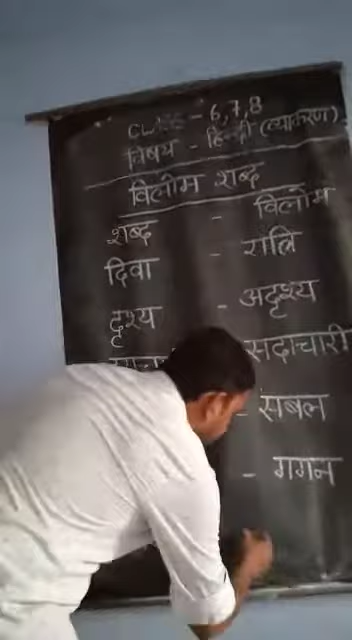 CLASS - 6,7,8
विषय - हिन्दी (व्याकरण)
विलोम शब्द
शब्द - विलोम
दिवा - रात्रि
दृश्य - अदृश्य
सदाचारी
- सबल
- गगन